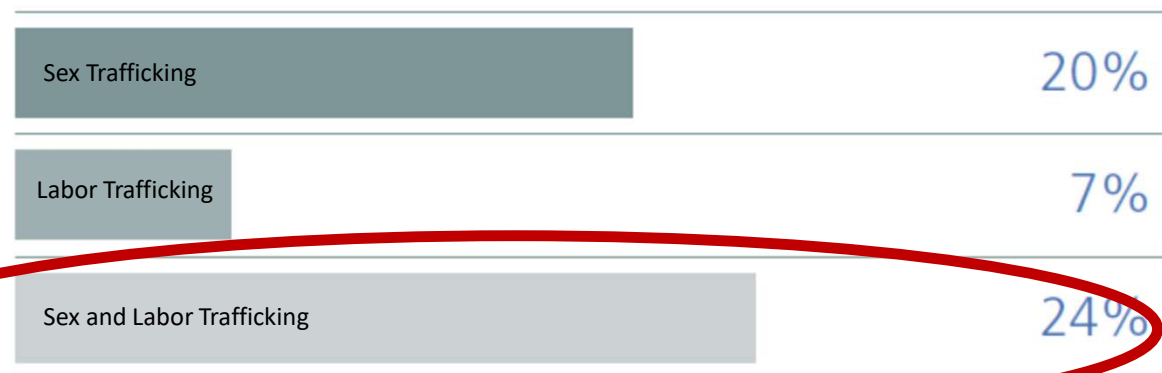 Sex Trafficking 20%
Labor Trafficking 7%
Sex and Labor Trafficking 24%